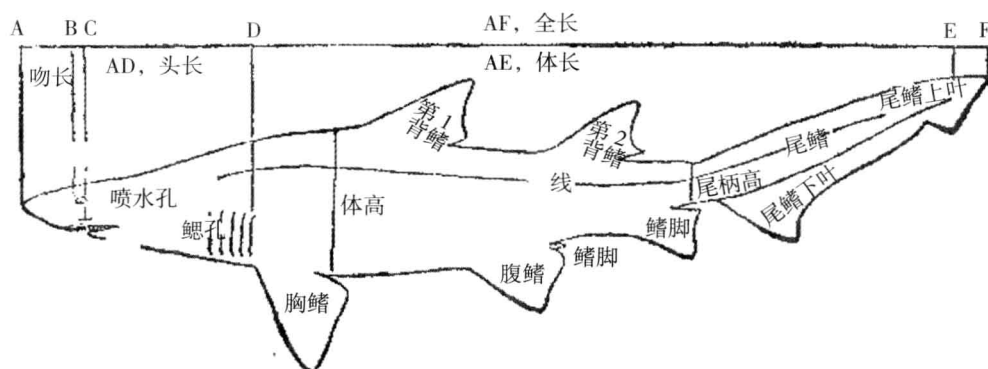 A B C D E F
AF，全长
AD，头长
AE，体长
吻长
第1
背鳍
第2
背鳍
尾鳍上叶
尾鳍
尾鳍下叶
喷水孔
线
尾柄高
体高
鳃孔
鳍脚
鳍脚
腹鳍
胸鳍